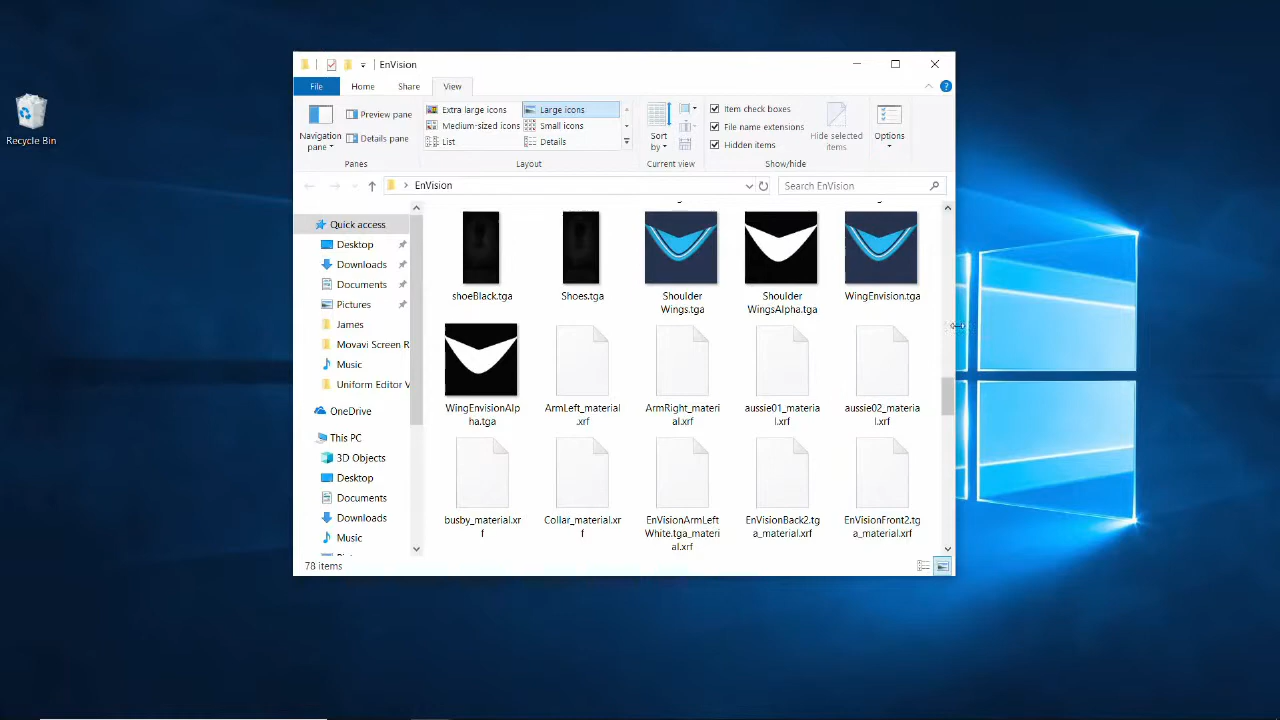 EnVision
File
Home
Share
View
Recycle Bin
Navigation
pane
Preview pane
Details pane
Panes
Extra large icons
Large icons
Medium-sized icons
Small icons
List
Details
Layout
Sort
by
Current view
Item check boxes
File name extensions
Hidden items
Hide selected
items
Show/hide
Options
EnVision
Search EnVision
Quick access
Desktop
Downloads
Documents
Pictures
James
Movavi Screen R
Music
Uniform Editor V
OneDrive
This PC
3D Objects
Desktop
Documents
Downloads
Music
shoeBlack.tga
Shoes.tga
Shoulder
Wings.tga
Shoulder
WingsAlpha.tga
WingEnvision.tga
WingEnvisionAlp
ha.tga
ArmLeft_material
.xrf
ArmRight_materi
al.xrf
aussie01_materia
l.xrf
aussie02_materia
l.xrf
busby_material.xr
f
Collar_material.xr
f
EnVisionArmLeft
White.tga_materi
al.xrf
EnVisionBack2.tg
a_material.xrf
EnVisionFront2.tg
a_material.xrf
78 items